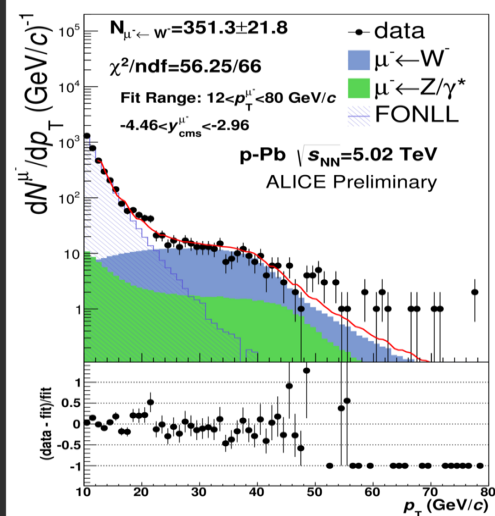 N_μ⁻← W⁻=351.3±21.8
χ²/ndf=56.25/66
Fit Range: 12<p_T^μ⁻<80 GeV/c
-4.46<y_cms^μ⁻<-2.96
data
μ⁻←W⁻
μ⁻←Z/γ*
FONLL
p-Pb √s_NN=5.02 TeV
ALICE Preliminary
dN^μ⁻/dp_T (GeV/c)⁻¹
10⁵
10⁴
10³
10²
10
1
(data - fit)/fit
1
0.5
0
-0.5
-1
10 20 30 40 50 60 70 80
p_T (GeV/c)